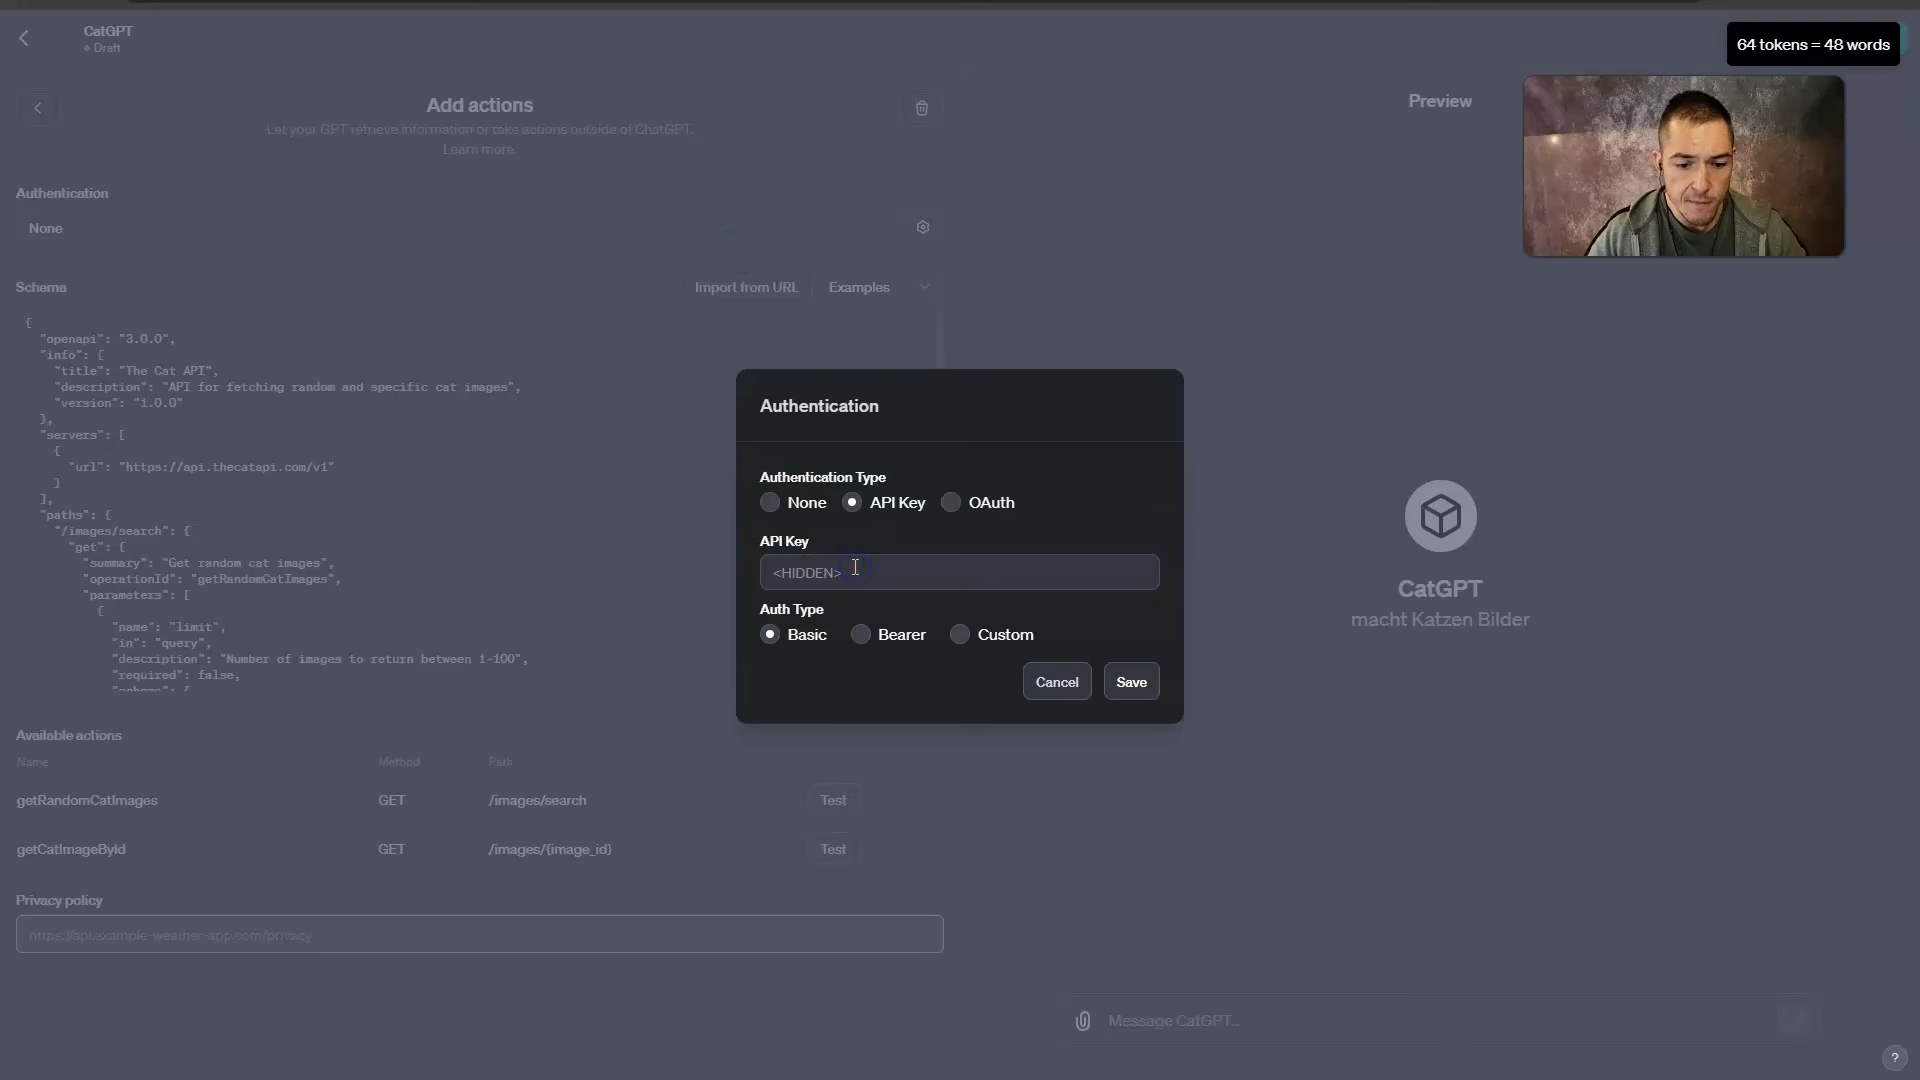 CatGPT
Draft
64 tokens = 48 words
Add actions
Let your GPT retrieve information or take actions outside of ChatGPT.
Learn more.
Preview
Authentication
None
Schema
Import from URL
Examples
{
"openapi": "3.0.0",
"info": {
"title": "The Cat API",
"description": "API for fetching random and specific cat images",
"version": "1.0.0"
},
"servers": [
{
"url": "https://api.thecatapi.com/v1"
}
],
"paths": {
"/images/search": {
"get": {
"summary": "Get random cat images",
"operationId": "getRandomCatImages",
"parameters": [
{
"name": "limit",
"in": "query",
"description": "Number of images to return between 1-100",
"required": false,
"schema": {
Authentication
Authentication Type
None
API Key
OAuth
API Key
<HIDDEN>
Auth Type
Basic
Bearer
Custom
Cancel
Save
CatGPT
macht Katzen Bilder
Available actions
Name Method Path
getRandomCatImages GET /images/search Test
getCatImageById GET /images/{image_id} Test
Privacy policy
https://api.example-weather-app.com/privacy
Message CatGPT...
?